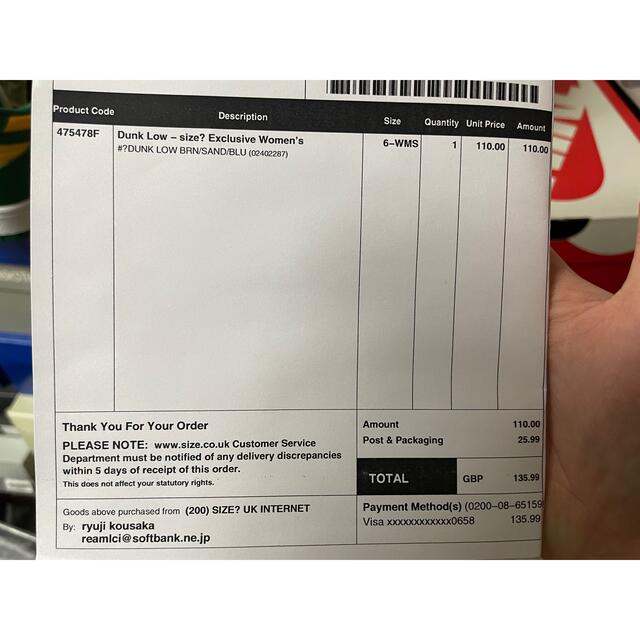 Product Code Description Size Quantity Unit Price Amount
475478F Dunk Low – size? Exclusive Women's 6–WMS 1 110.00 110.00
#?DUNK LOW BRN/SAND/BLU (02402287)
Thank You For Your Order
PLEASE NOTE: www.size.co.uk Customer Service
Department must be notified of any delivery discrepancies
within 5 days of receipt of this order.
This does not affect your statutory rights.
Amount 110.00
Post & Packaging 25.99
TOTAL GBP 135.99
Goods above purchased from (200) SIZE? UK INTERNET
By: ryuji kousaka
reamlci@softbank.ne.jp
Payment Method(s) (0200–08–65159
Visa xxxxxxxxxxxx0658 135.99